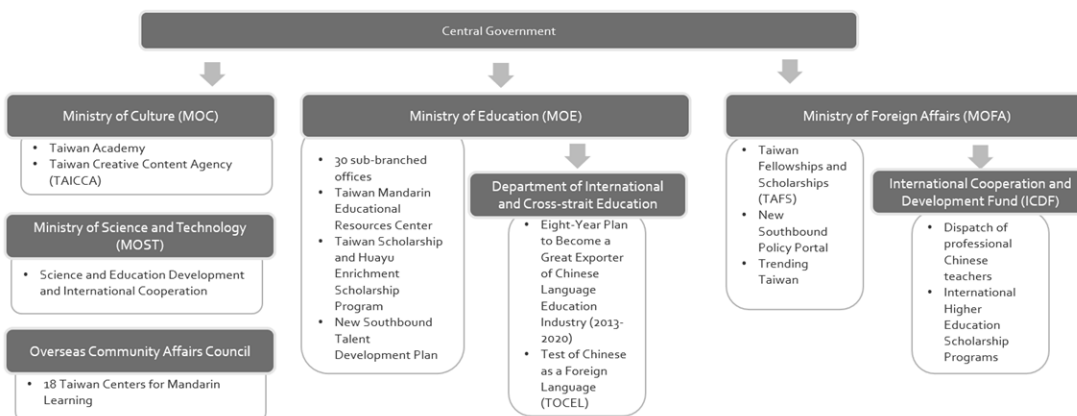 Central Government
Ministry of Culture (MOC)
• Taiwan Academy
• Taiwan Creative Content Agency
(TAICCA)
Ministry of Science and Technology
(MOST)
• Science and Education Development
and International Cooperation
Overseas Community Affairs Council
• 18 Taiwan Centers for Mandarin
Learning
Ministry of Education (MOE)
• 30 sub-branched
offices
• Taiwan Mandarin
Educational
Resources Center
• Taiwan Scholarship
and Huayu
Enrichment
Scholarship
Program
• New Southbound
Talent
Development Plan
Department of International
and Cross-strait Education
• Eight-Year Plan
to Become a
Great Exporter
of Chinese
Language
Education
Industry (2013-
2020)
• Test of Chinese
as a Foreign
Language
(TOCEL)
Ministry of Foreign Affairs (MOFA)
• Taiwan
Fellowships and
Scholarships
(TAFS)
• New
Southbound
Policy Portal
• Trending
Taiwan
International Cooperation and
Development Fund (ICDF)
• Dispatch of
professional
Chinese
teachers
• International
Higher
Education
Scholarship
Programs